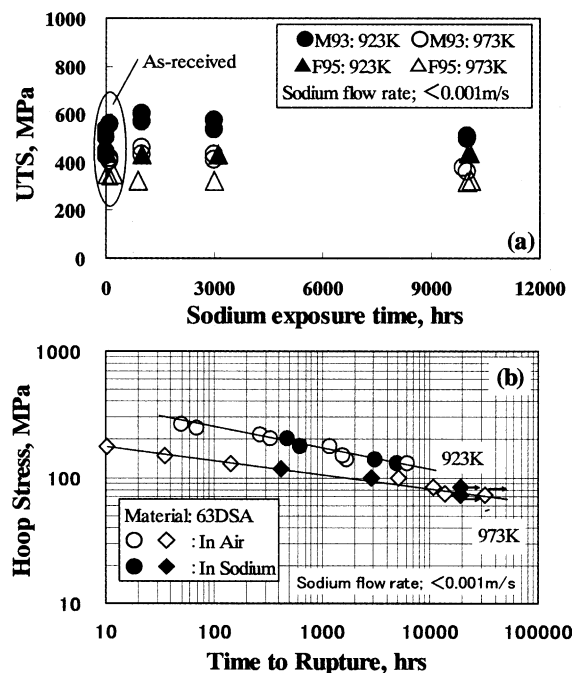 1000
800
600
400
200
0
UTS, MPa
As-received
●M93: 923K ○M93: 973K
▲F95: 923K △F95: 973K
Sodium flow rate; <0.001m/s
(a)
0 3000 6000 9000 12000
Sodium exposure time, hrs
1000
100
10
Hoop Stress, MPa
(b)
923K
973K
Material: 63DSA
○ ◇ : In Air
● ◆ : In Sodium
Sodium flow rate; <0.001m/s
10 100 1000 10000 100000
Time to Rupture, hrs